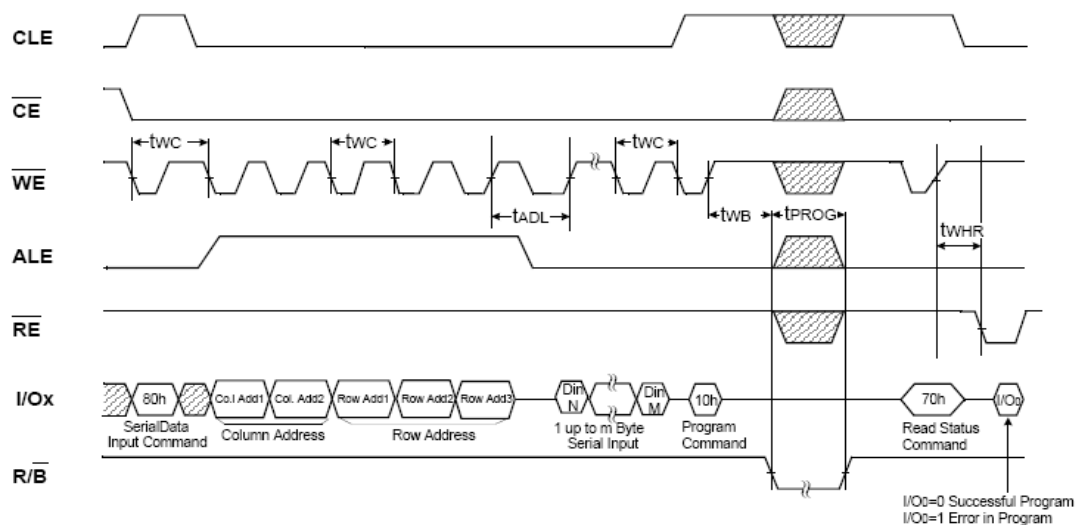 CLE
CE
tWC
tWC
tWC
WE
tADL
tWB
tPROG
tWHR
ALE
RE
I/Ox
80h
Co.l Add1
Col. Add2
Row Add1
Row Add2
Row Add3
Din
N
Din
M
10h
70h
I/O0
SerialData
Input Command
Column Address
Row Address
1 up to m Byte
Serial Input
Program
Command
Read Status
Command
R/B
I/O0=0 Successful Program
I/O0=1 Error in Program